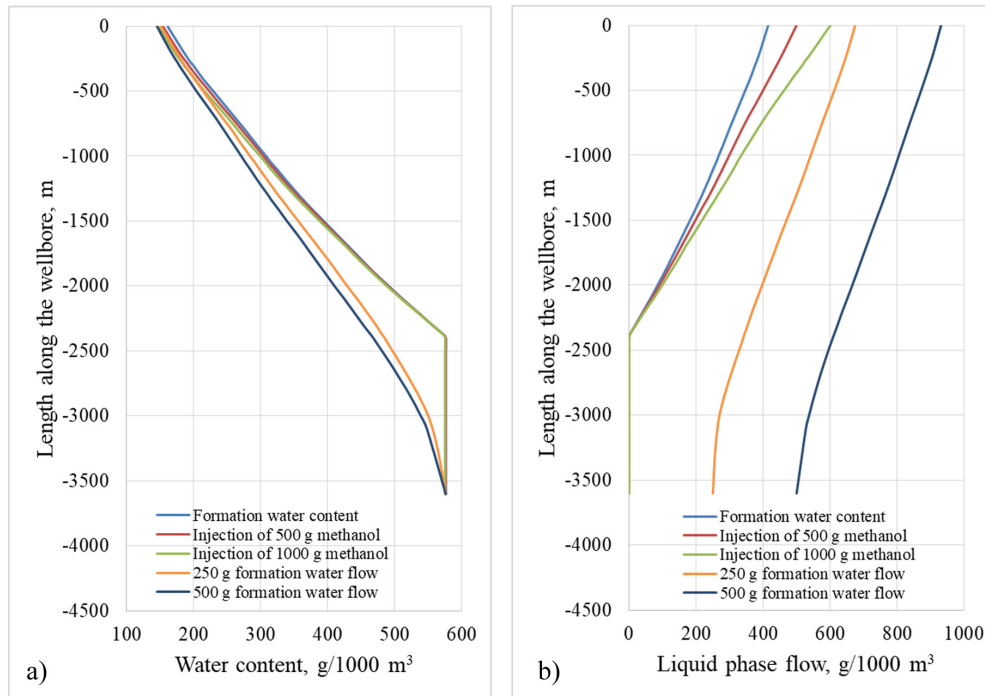 0
-500
-1000
-1500
-2000
-2500
-3000
-3500
-4000
-4500
Length along the wellbore, m
Formation water content
Injection of 500 g methanol
Injection of 1000 g methanol
250 g formation water flow
500 g formation water flow
100 200 300 400 500 600
a) Water content, g/1000 m³
0
-500
-1000
-1500
-2000
-2500
-3000
-3500
-4000
-4500
Length along the wellbore, m
Formation water content
Injection of 500 g methanol
Injection of 1000 g methanol
250 g formation water flow
500 g formation water flow
0 200 400 600 800 1000
b) Liquid phase flow, g/1000 m³